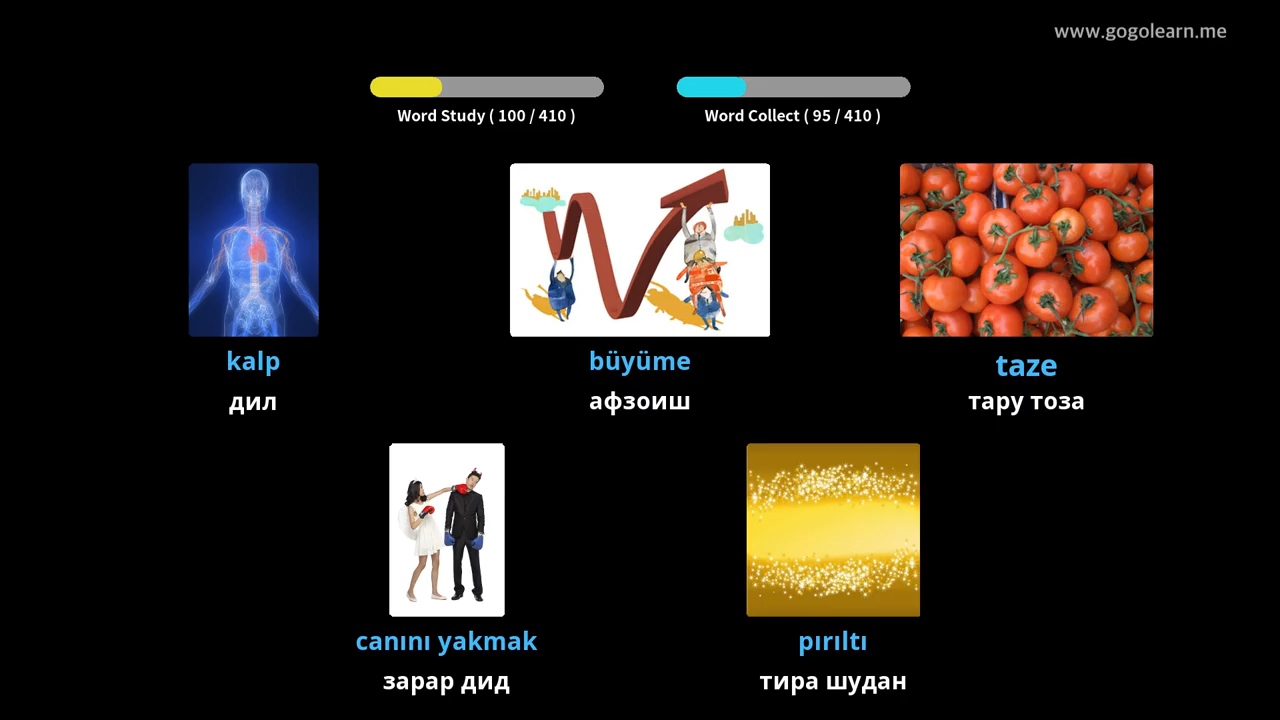 www.gogolearn.me
Word Study ( 100 / 410 )
Word Collect ( 95 / 410 )
kalp
дил
büyüme
афзоиш
taze
тару тоза
canını yakmak
зарар дид
pırıltı
тира шудан